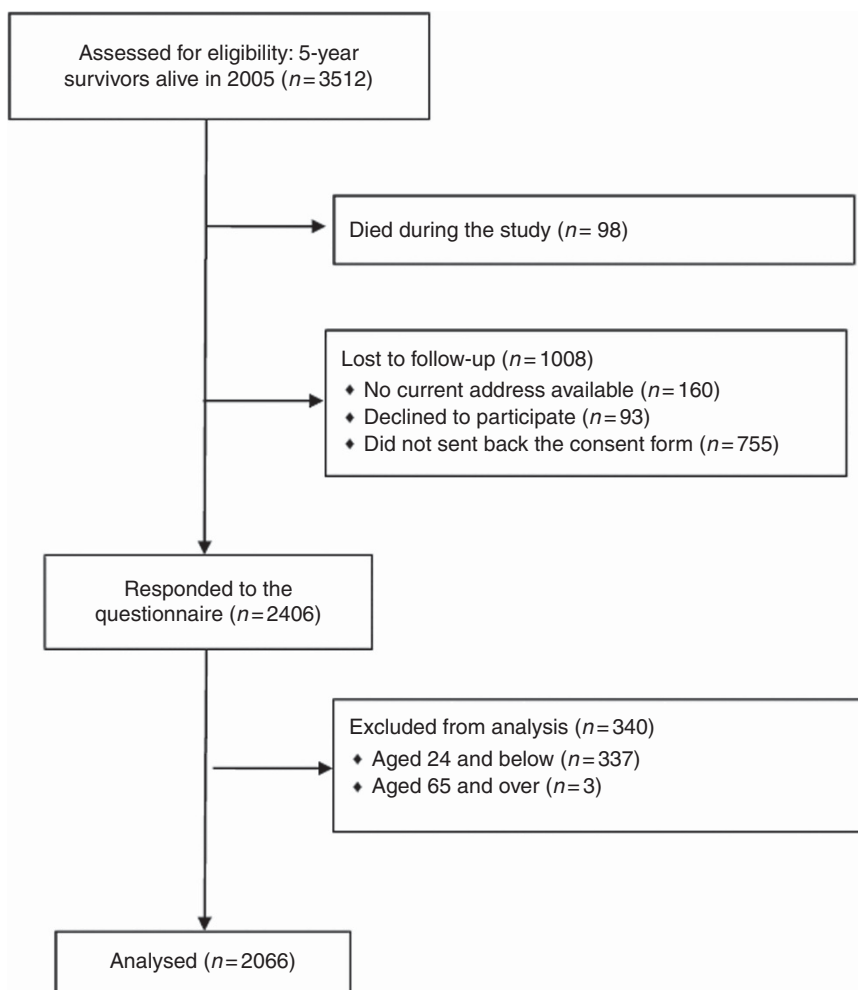 Assessed for eligibility: 5-year
survivors alive in 2005 (n=3512)
Died during the study (n=98)
Lost to follow-up (n=1008)
♦ No current address available (n=160)
♦ Declined to participate (n=93)
♦ Did not sent back the consent form (n=755)
Responded to the
questionnaire (n=2406)
Excluded from analysis (n=340)
♦ Aged 24 and below (n=337)
♦ Aged 65 and over (n=3)
Analysed (n=2066)